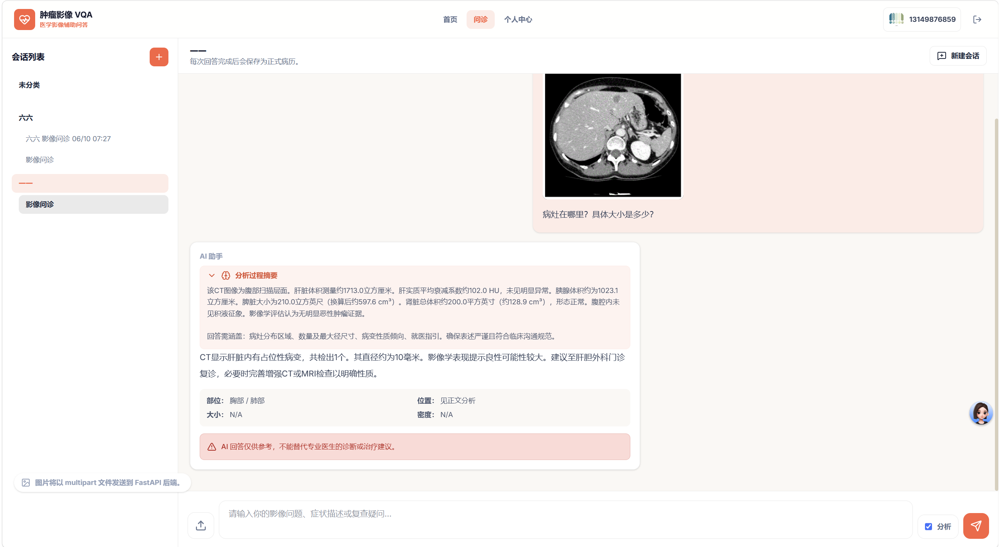 肿瘤影像 VQA
医学影像辅助问答
首页
问诊
个人中心
13149876859
会话列表
未分类
六六
六六 影像问诊 06/10 07:27
影像问诊
一一
影像问诊
一一
每次回答完成后会保存为正式病历。
新建会话
病灶在哪里？具体大小是多少？
AI 助手
分析过程摘要
该CT图像为腹部扫描层面。肝脏体积测量约1713.0立方厘米。肝实质平均衰减系数约102.0 HU，未见明显异常。胰腺体积约为1023.1
立方厘米。脾脏大小为210.0立方英尺（换算后约597.6 cm³）。肾脏总体积约200.0平方英寸（约128.9 cm³），形态正常。腹腔内未
见积液征象。影像学评估认为无明显恶性肿瘤证据。
回答需涵盖：病灶分布区域、数量及最大径尺寸、病变性质倾向、就医指引。确保表述严谨且符合临床沟通规范。
CT显示肝脏内有占位性病变，共检出1个。其直径约为10毫米。影像学表现提示良性可能性较大。建议至肝胆外科门诊
复诊，必要时完善增强CT或MRI检查以明确性质。
部位： 胸部 / 肺部
位置： 见正文分析
大小： N/A
密度： N/A
AI 回答仅供参考，不能替代专业医生的诊断或治疗建议。
图片将以 multipart 文件发送到 FastAPI 后端。
请输入你的影像问题、症状描述或复查疑问...
分析